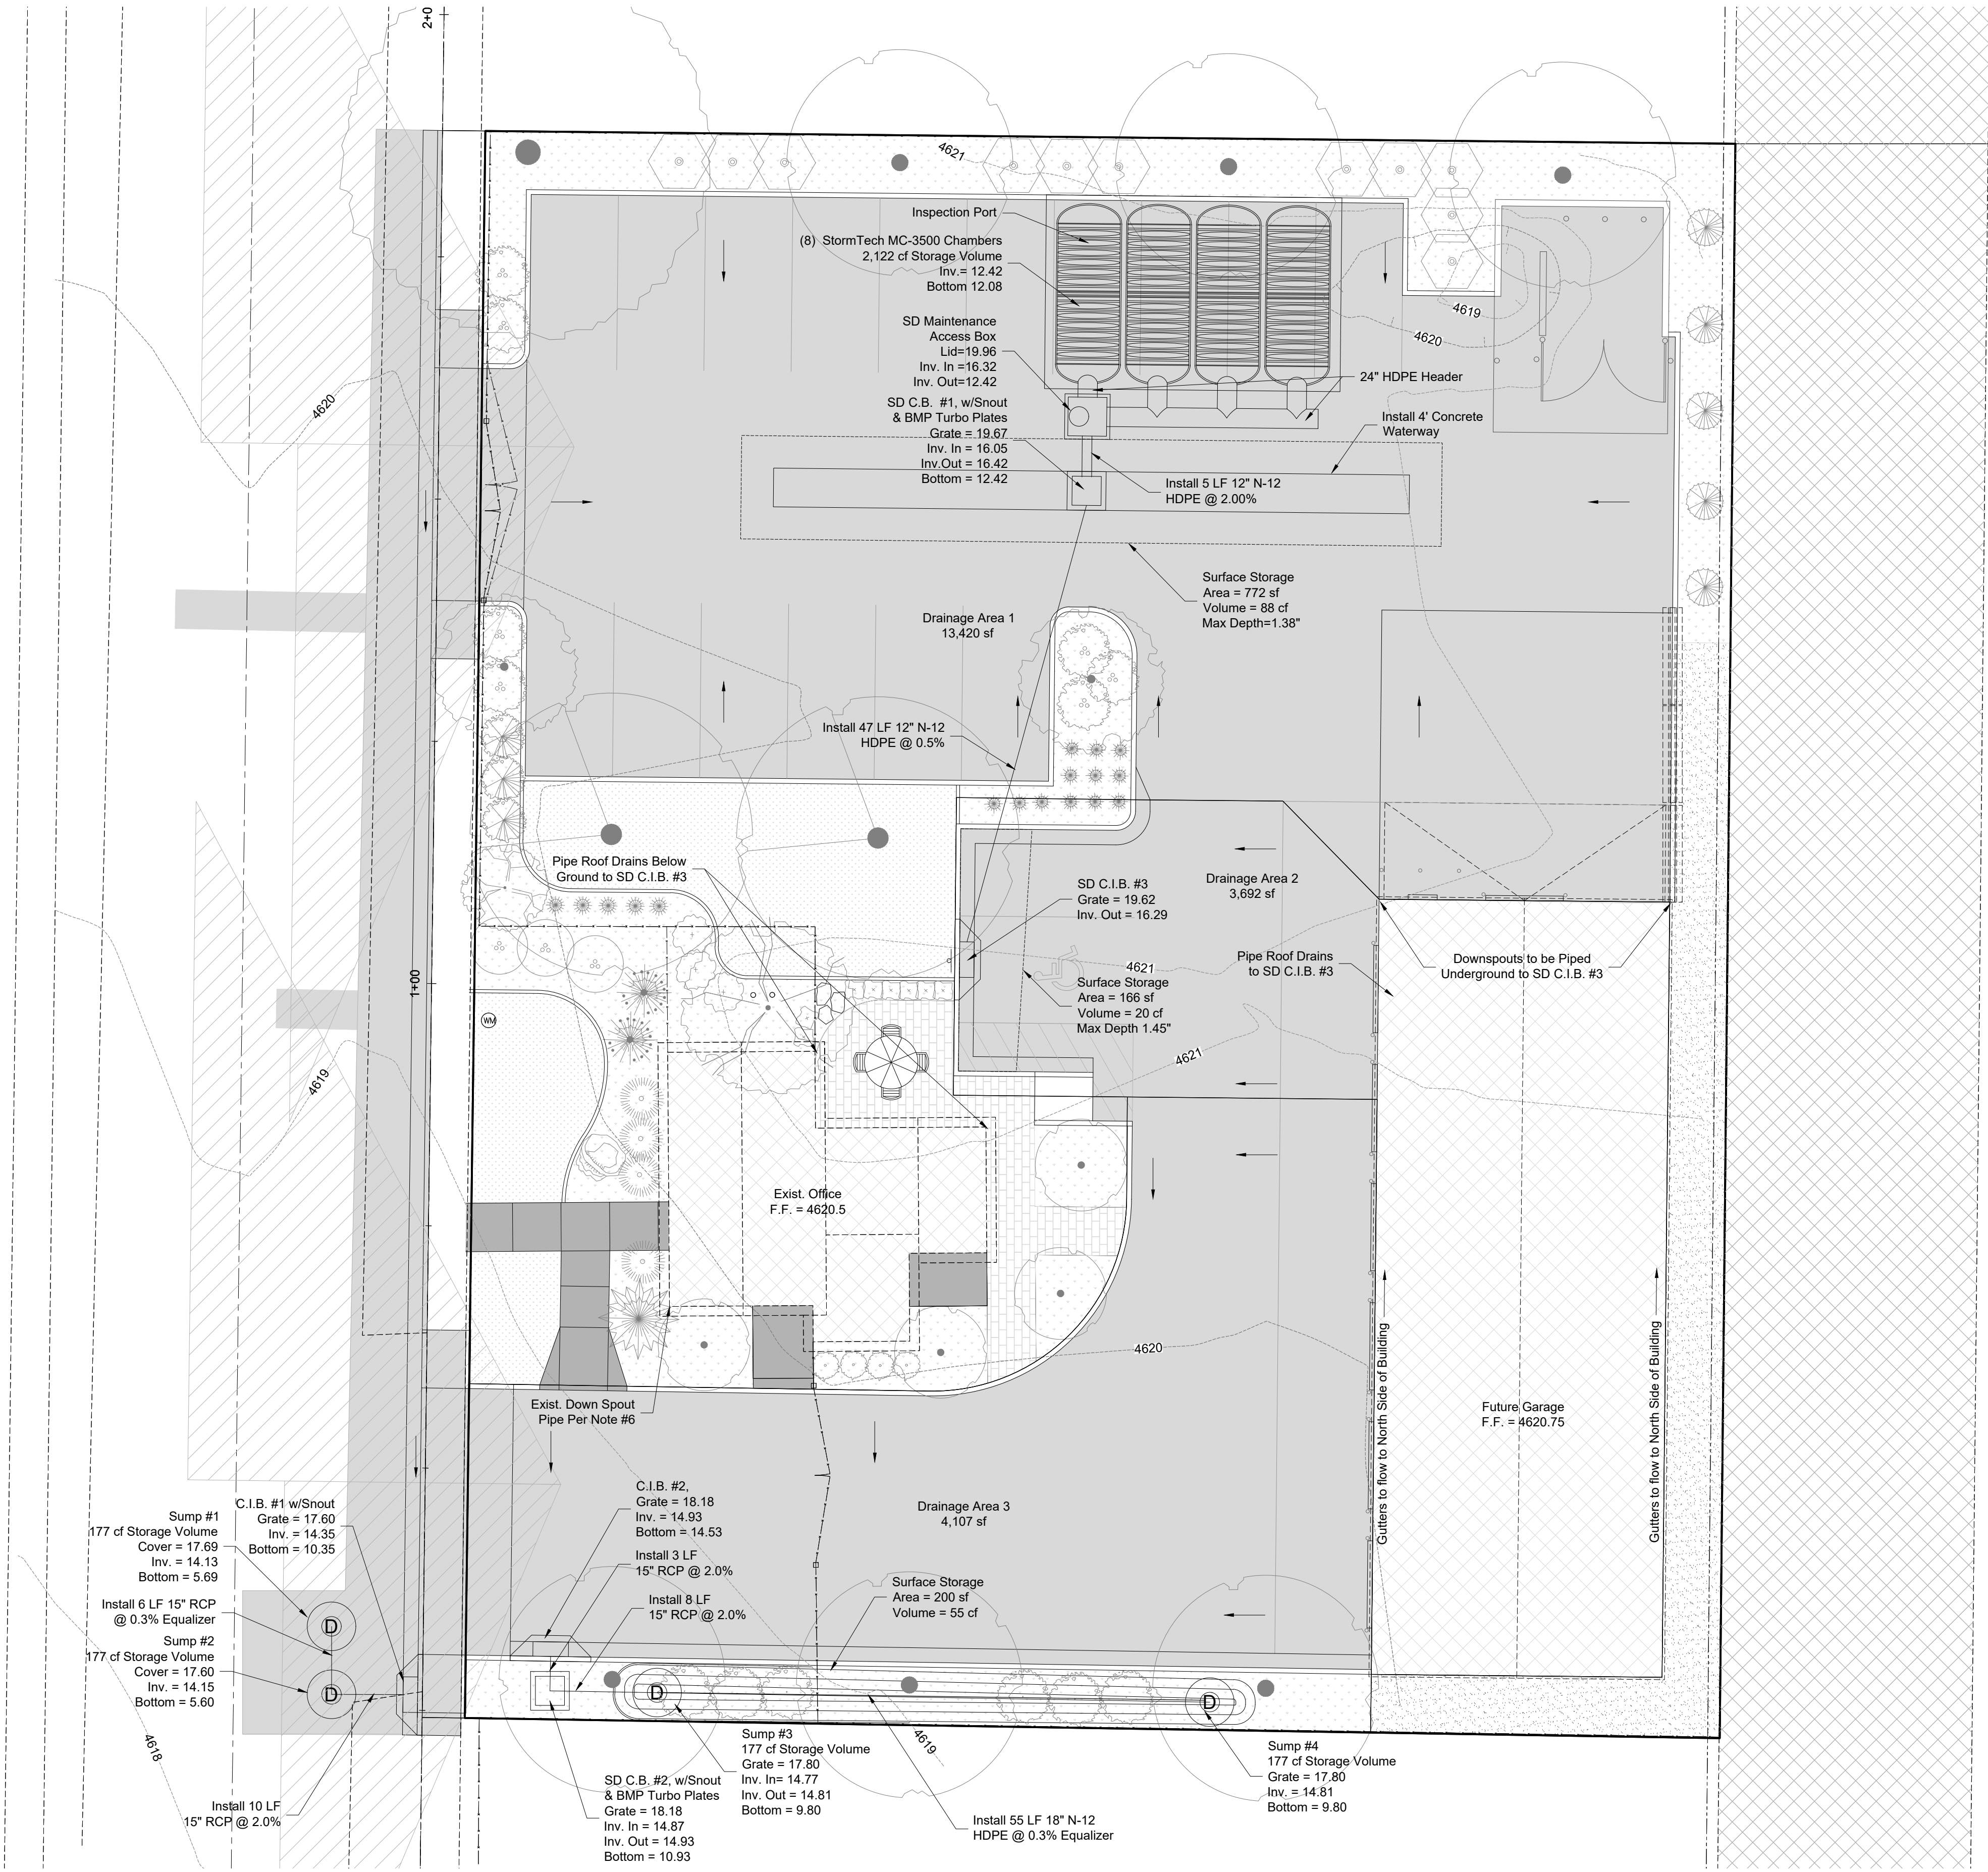 2+0
4621
Inspection Port
(8) StormTech MC-3500 Chambers
2,122 cf Storage Volume
Inv.= 12.42
Bottom 12.08
4619
4620
SD Maintenance
Access Box
Lid=19.96
Inv. In =16.32
Inv. Out=12.42
24" HDPE Header
4620
SD C.B. #1, w/Snout
& BMP Turbo Plates
Grate = 19.67
Inv. In = 16.05
Inv.Out = 16.42
Bottom = 12.42
Install 4' Concrete
Waterway
Install 5 LF 12" N-12
HDPE @ 2.00%
Surface Storage
Area = 772 sf
Volume = 88 cf
Max Depth=1.38"
Drainage Area 1
13,420 sf
Install 47 LF 12" N-12
HDPE @ 0.5%
Pipe Roof Drains Below
Ground to SD C.I.B. #3
SD C.I.B. #3
Grate = 19.62
Inv. Out = 16.29
Drainage Area 2
3,692 sf
1+00
4621
Surface Storage
Area = 166 sf
Volume = 20 cf
Max Depth 1.45"
Pipe Roof Drains
to SD C.I.B. #3
Downspouts to be Piped
Underground to SD C.I.B. #3
WM
4621
4619
Exist. Office
F.F. = 4620.5
4620
Exist. Down Spout
Pipe Per Note #6
Gutters to flow to North Side of Building
Future Garage
F.F. = 4620.75
Gutters to flow to North Side of Building
C.I.B. #2,
Grate = 18.18
Inv. = 14.93
Bottom = 14.53
Drainage Area 3
4,107 sf
C.I.B. #1 w/Snout
Grate = 17.60
Inv. = 14.35
Bottom = 10.35
Sump #1
177 cf Storage Volume
Cover = 17.69
Inv. = 14.13
Bottom = 5.69
Install 3 LF
15" RCP @ 2.0%
Install 8 LF
15" RCP @ 2.0%
Surface Storage
Area = 200 sf
Volume = 55 cf
Install 6 LF 15" RCP
@ 0.3% Equalizer
D
Sump #2
177 cf Storage Volume
Cover = 17.60
Inv. = 14.15
Bottom = 5.60
D
D
D
4618
4619
Sump #3
177 cf Storage Volume
Grate = 17.80
Inv. In= 14.77
Inv. Out = 14.81
Bottom = 9.80
Sump #4
177 cf Storage Volume
Grate = 17.80
Inv. = 14.81
Bottom = 9.80
SD C.B. #2, w/Snout
& BMP Turbo Plates
Grate = 18.18
Inv. In = 14.87
Inv. Out = 14.93
Bottom = 10.93
Install 10 LF
15" RCP @ 2.0%
Install 55 LF 18" N-12
HDPE @ 0.3% Equalizer